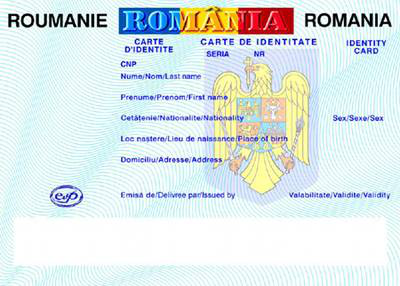 ROUMANIE ROMÂNIA ROMANIA
CARTE D'IDENTITE
CARTE DE IDENTITATE
IDENTITY CARD
SERIA NR
CNP
Nume/Nom/Last name
Prenume/Prenom/First name
Cetăţenie/Nationalite/Nationality Sex/Sexe/Sex
Loc naştere/Lieu de naissance/Place of birth
Domiciliu/Adresse/Address
Emisă de/Delivree par/Issued by Valabilitate/Validite/Validity